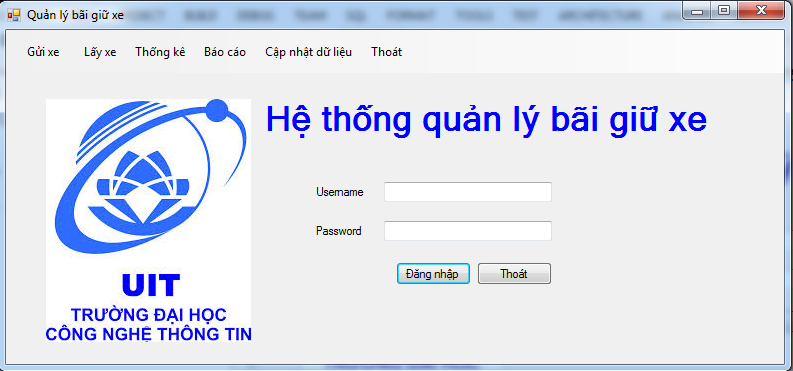 Quản lý bãi giữ xe
Gửi xe Lấy xe Thống kê Báo cáo Cập nhật dữ liệu Thoát
Hệ thống quản lý bãi giữ xe
Username
Password
Đăng nhập Thoát
UIT
TRƯỜNG ĐẠI HỌC
CÔNG NGHỆ THÔNG TIN